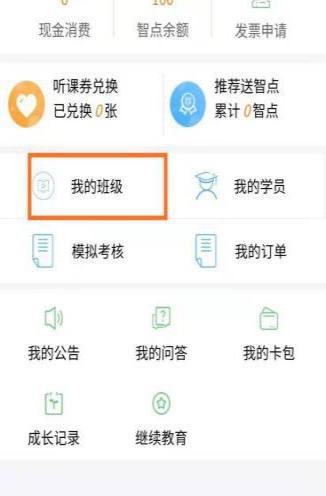 0 100
现金消费 智点余额 发票申请
听课券兑换 推荐送智点
已兑换0张 累计0智点
我的班级 我的学员
模拟考核 我的订单
我的公告 我的问答 我的卡包
成长记录 继续教育